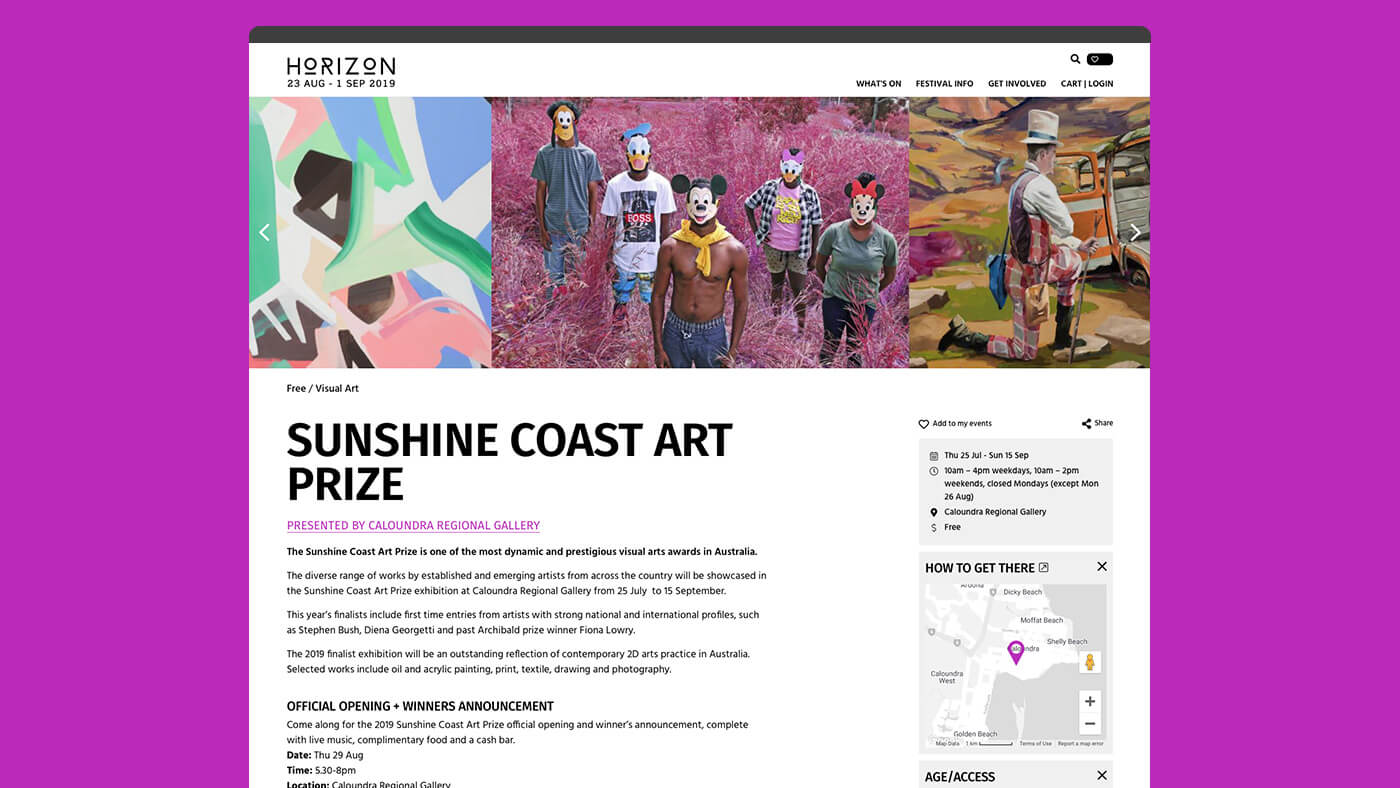 HORIZON
23 AUG - 1 SEP 2019
WHAT'S ON FESTIVAL INFO GET INVOLVED CART | LOGIN
FOSS
Free / Visual Art
SUNSHINE COAST ART
PRIZE
PRESENTED BY CALOUNDRA REGIONAL GALLERY
The Sunshine Coast Art Prize is one of the most dynamic and prestigious visual arts awards in Australia.
The diverse range of works by established and emerging artists from across the country will be showcased in
the Sunshine Coast Art Prize exhibition at Caloundra Regional Gallery from 25 July to 15 September.
This year's finalists include first time entries from artists with strong national and international profiles, such
as Stephen Bush, Diena Georgetti and past Archibald prize winner Fiona Lowry.
The 2019 finalist exhibition will be an outstanding reflection of contemporary 2D arts practice in Australia.
Selected works include oil and acrylic painting, print, textile, drawing and photography.
OFFICIAL OPENING + WINNERS ANNOUNCEMENT
Come along for the 2019 Sunshine Coast Art Prize official opening and winner's announcement, complete
with live music, complimentary food and a cash bar.
Date: Thu 29 Aug
Time: 5.30-8pm
Location: Caloundra Regional Gallery
Add to my events Share
Thu 25 Jul - Sun 15 Sep
10am – 4pm weekdays, 10am – 2pm
weekends, closed Mondays (except Mon
26 Aug)
Caloundra Regional Gallery
$ Free
HOW TO GET THERE
Aroona
Dicky Beach
Moffat Beach
Shelly Beach
Caloundra
Caloundra
West
Golden Beach
Map Data 1 km Terms of Use Report a map error
AGE/ACCESS